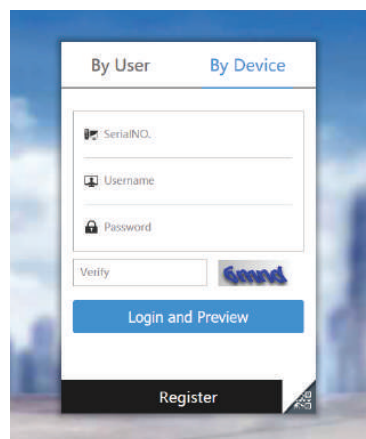 By User By Device
SerialNO.
Username
Password
Verify
Login and Preview
Register